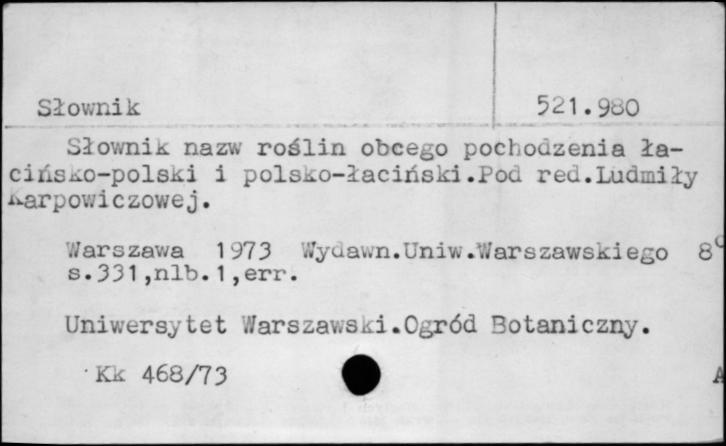 Słownik 521.980
Słownik nazw roślin obcego pochodzenia ła-
cińsko-polski i polsko-łaciński.Pod red.Ludmiły
Karpowiczowej.
Warszawa 1973 Wydawn.Uniw.Warszawskiego 8°
s.331,nlb.1,err.
Uniwersytet Warszawski.Ogród Botaniczny.
Kk 468/73 A